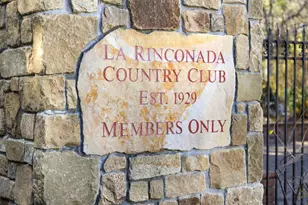 La Rinconada
Country Club
Est. 1929
Members Only